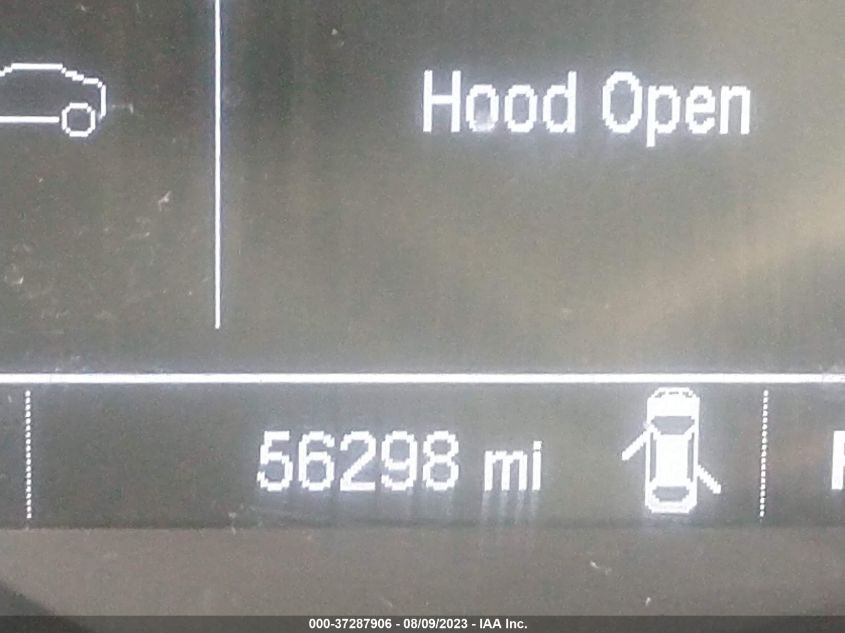 Hood Open
56298 mi
000-37287906 - 08/09/2023 - IAA Inc.